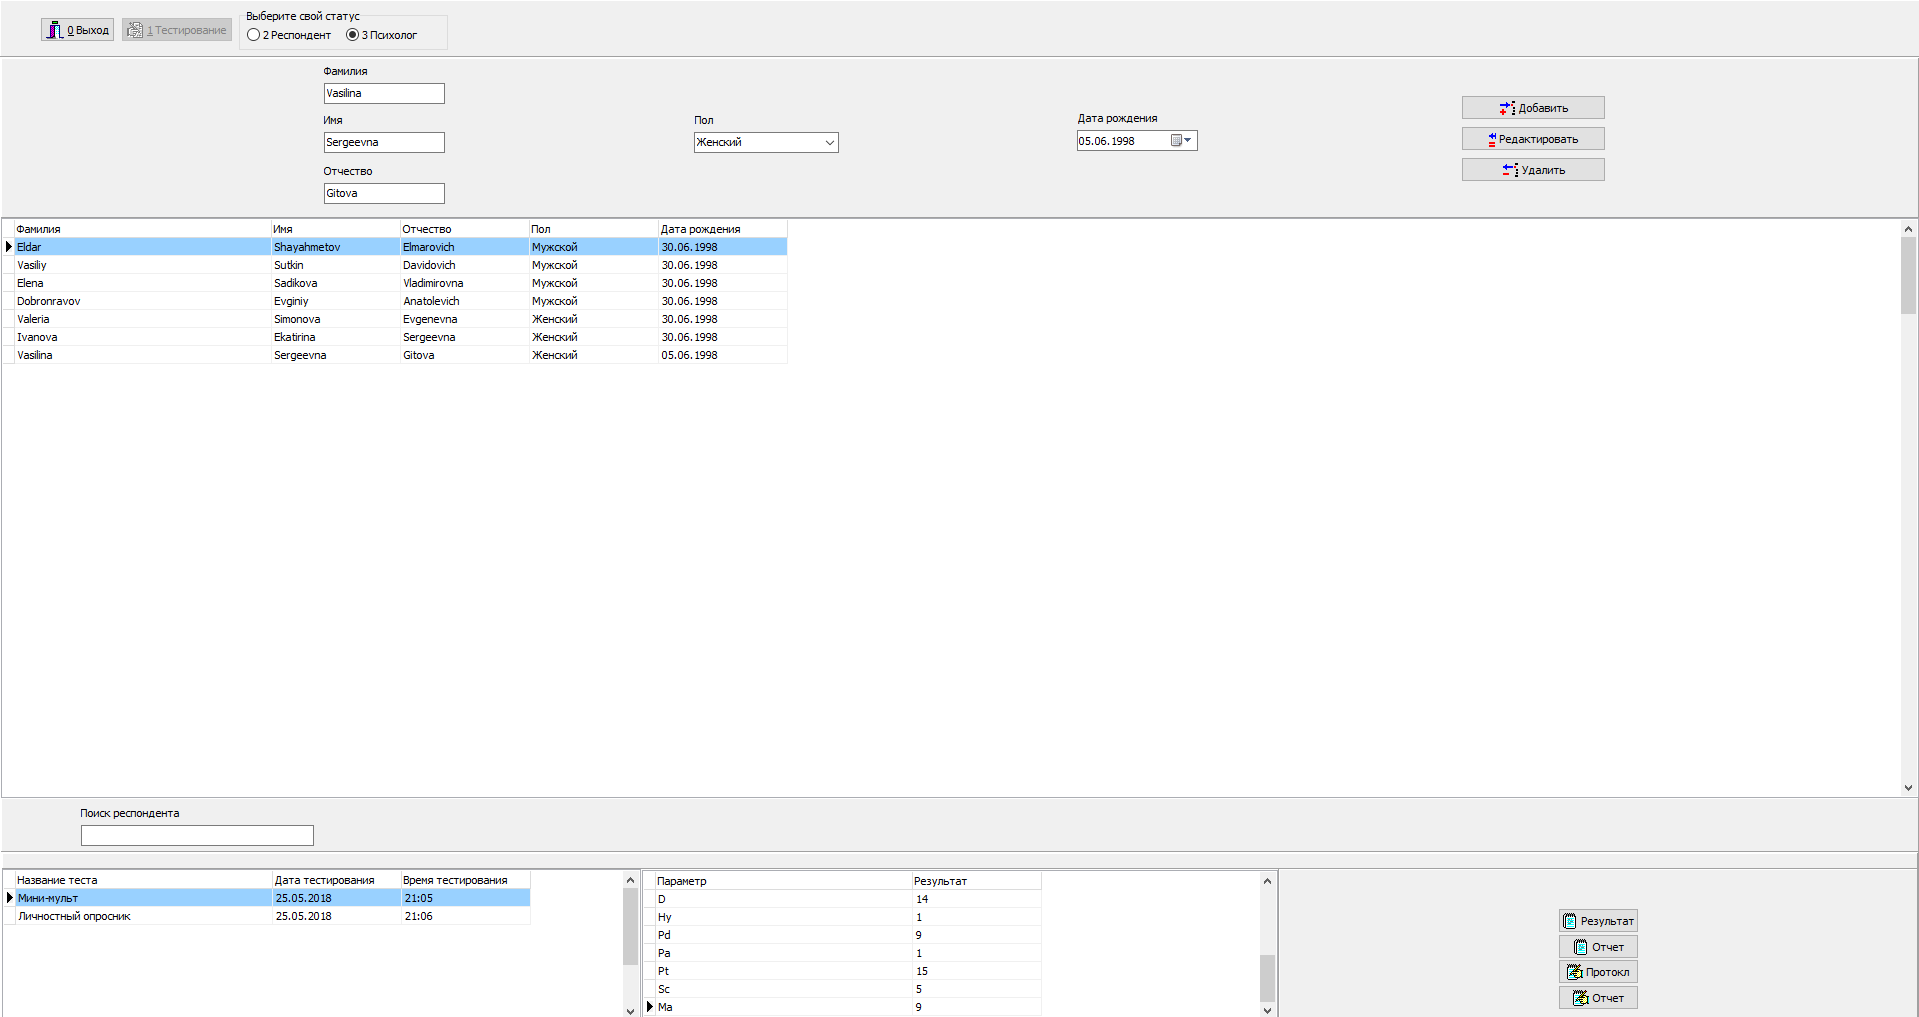 Выберите свой статус
0 Выход 1 Тестирование 2 Респондент 3 Психолог
Фамилия
Vasilina
Имя
Sergeevna
Отчество
Gitova
Пол
Женский
Дата рождения
05.06.1998
Добавить
Редактировать
Удалить
Фамилия Имя Отчество Пол Дата рождения
Eldar Shayahmetov Elmarovich Мужской 30.06.1998
Vasiliy Sutkin Davidovich Мужской 30.06.1998
Elena Sadikova Vladimirovna Мужской 30.06.1998
Dobronravov Evginiy Anatolevich Мужской 30.06.1998
Valeria Simonova Evgenevna Женский 30.06.1998
Ivanova Ekatirina Sergeevna Женский 30.06.1998
Vasilina Sergeevna Gitova Женский 05.06.1998
Поиск респондента
Название теста Дата тестирования Время тестирования
Мини-мульт 25.05.2018 21:05
Личностный опросник 25.05.2018 21:06
Параметр Результат
D 14
Hy 1
Pd 9
Pa 1
Pt 15
Sc 5
Ma 9
Результат
Отчет
Протокл
Отчет